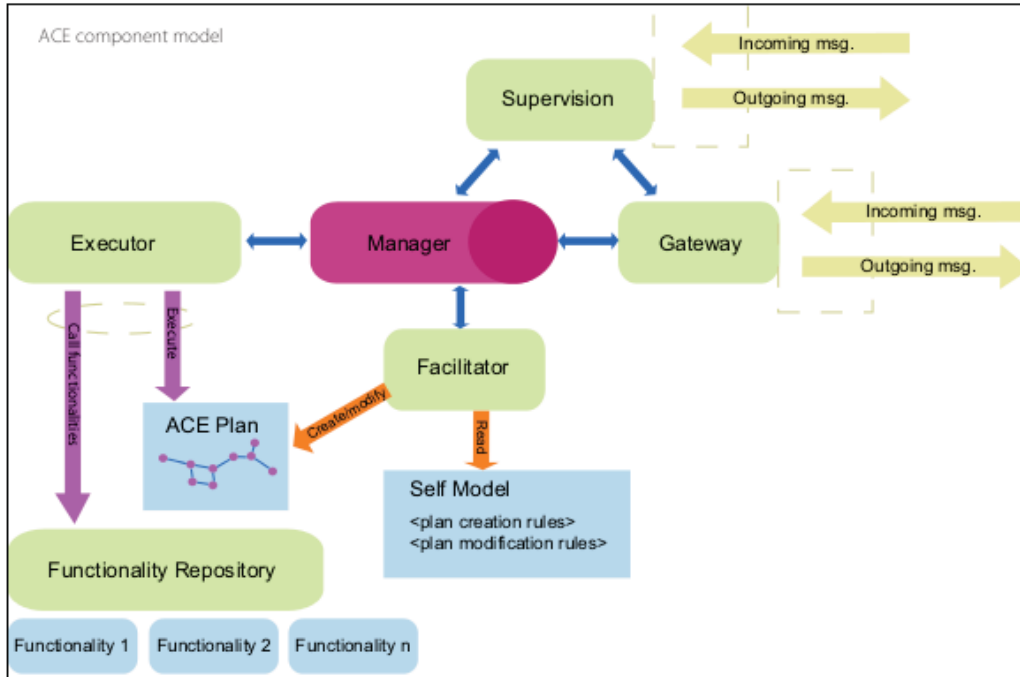 ACE component model
Incoming msg.
Supervision
Outgoing msg.
Incoming msg.
Executor
Manager
Gateway
Outgoing msg.
Call functionalities
Execute
Facilitator
Create/modify
Read
ACE Plan
Self Model
<plan creation rules>
<plan modification rules>
Functionality Repository
Functionality 1
Functionality 2
Functionality n